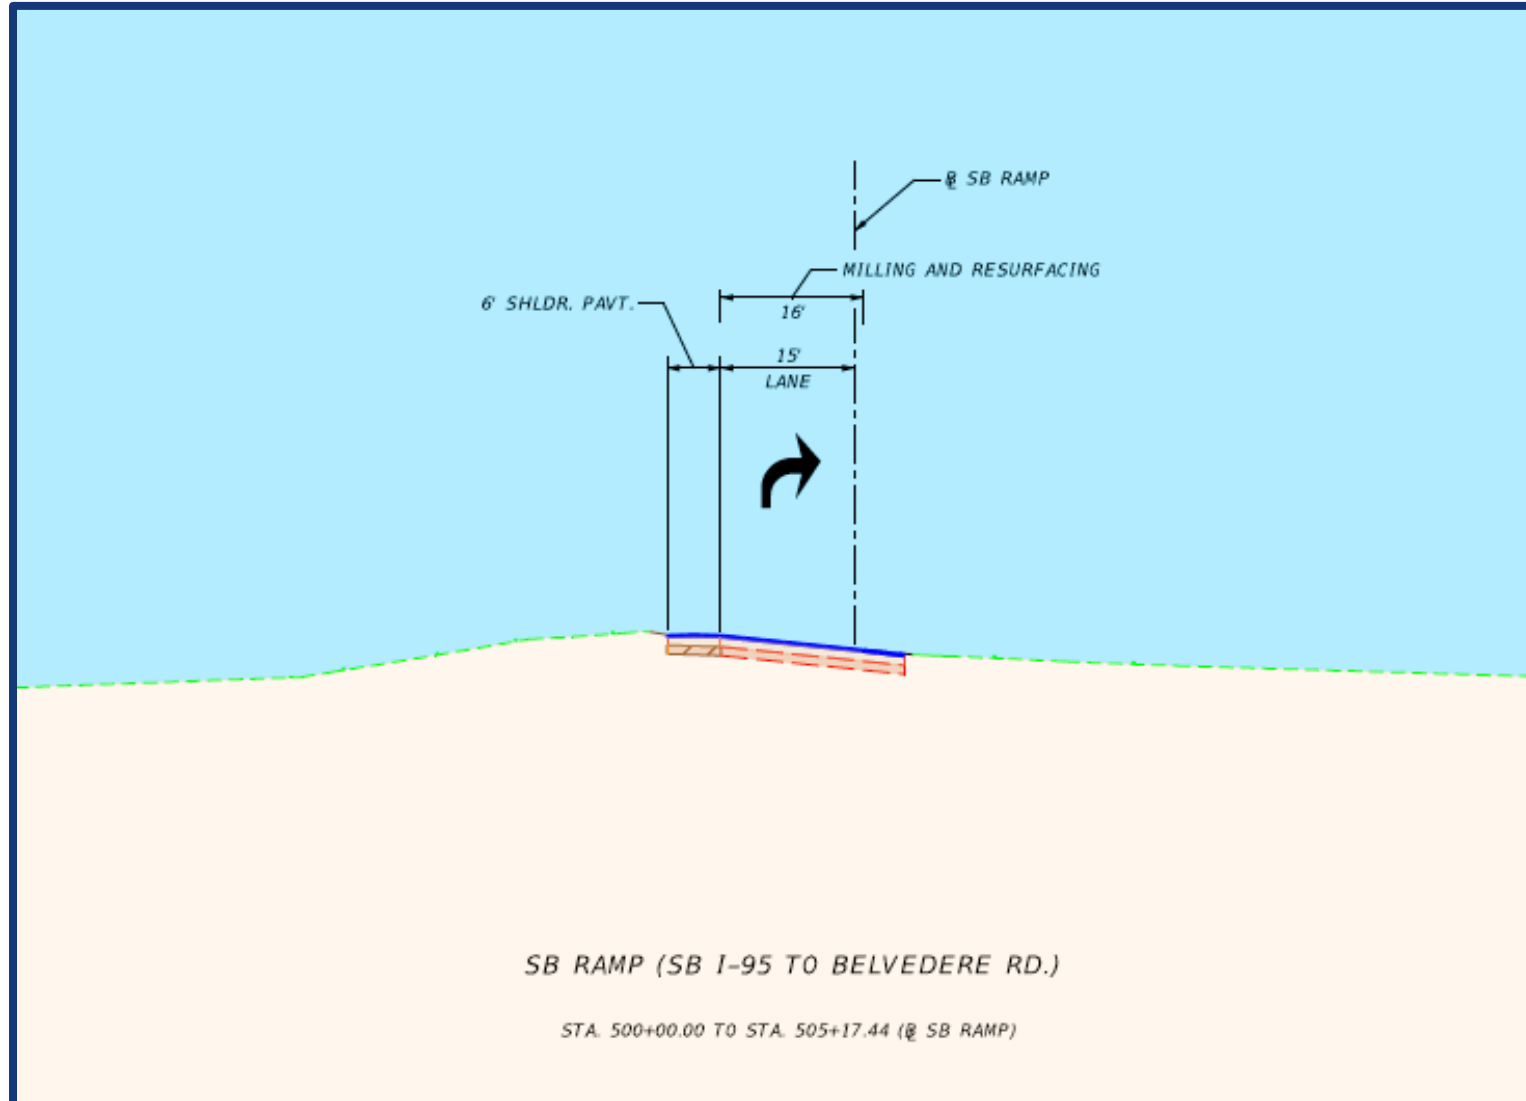 ℄ SB RAMP
MILLING AND RESURFACING
6' SHLDR. PAVT.
16'
15'
LANE
SB RAMP (SB I-95 TO BELVEDERE RD.)
STA. 500+00.00 TO STA. 505+17.44 (℄ SB RAMP)